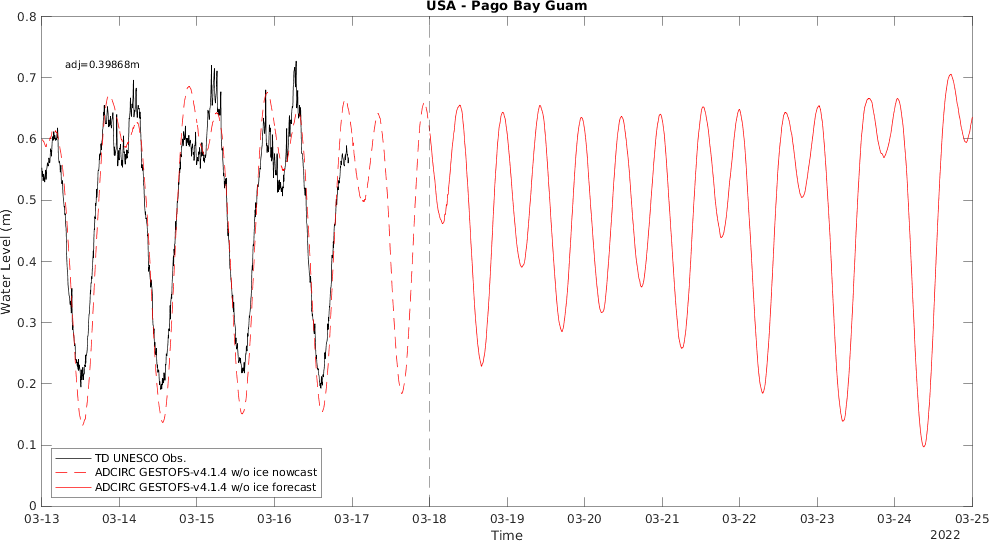 USA - Pago Bay Guam
0.8
0.7
0.6
0.5
0.4
0.3
0.2
0.1
0
Water Level (m)
adj=0.39868m
TD UNESCO Obs.
ADCIRC GESTOFS-v4.1.4 w/o ice nowcast
ADCIRC GESTOFS-v4.1.4 w/o ice forecast
03-13 03-14 03-15 03-16 03-17 03-18 03-19 03-20 03-21 03-22 03-23 03-24 03-25
Time
2022